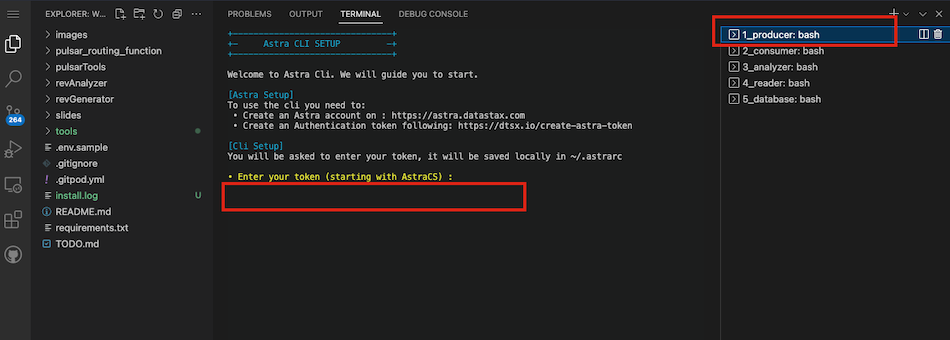 EXPLORER: W...
images
pulsar_routing_function
pulsarTools
revAnalyzer
revGenerator
slides
tools
.env.sample
.gitignore
.gitpod.yml
install.log U
README.md
requirements.txt
TODO.md
264
PROBLEMS OUTPUT TERMINAL DEBUG CONSOLE
+----------------------------+
+- Astra CLI SETUP -+
+----------------------------+
Welcome to Astra Cli. We will guide you to start.
[Astra Setup]
To use the cli you need to:
• Create an Astra account on : https://astra.datastax.com
• Create an Authentication token following: https://dtsx.io/create-astra-token
[Cli Setup]
You will be asked to enter your token, it will be saved locally in ~/.astrarc
• Enter your token (starting with AstraCS) :
1_producer: bash
2_consumer: bash
3_analyzer: bash
4_reader: bash
5_database: bash